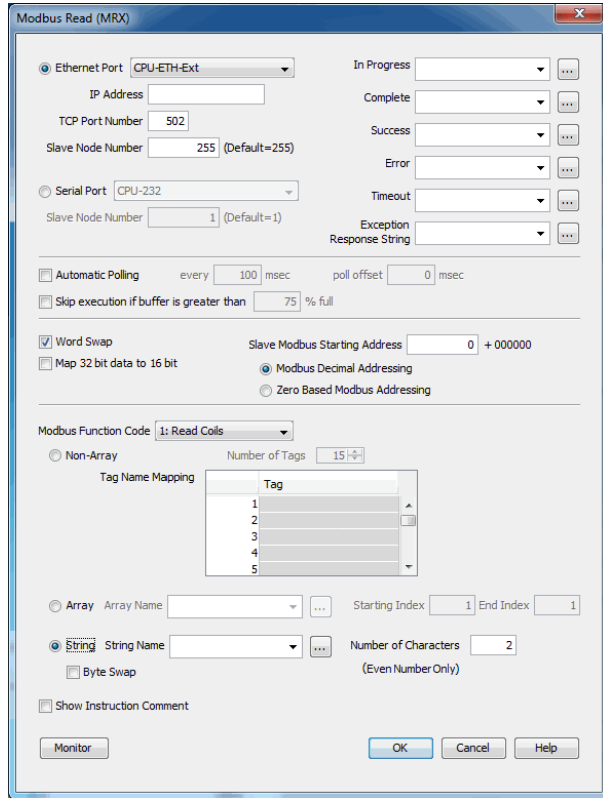 Modbus Read (MRX)
Ethernet Port CPU-ETH-Ext
IP Address
TCP Port Number 502
Slave Node Number 255 (Default=255)
Serial Port CPU-232
Slave Node Number 1 (Default=1)
In Progress ...
Complete ...
Success ...
Error ...
Timeout ...
Exception
Response String ...
Automatic Polling every 100 msec poll offset 0 msec
Skip execution if buffer is greater than 75 % full
Word Swap
Map 32 bit data to 16 bit
Slave Modbus Starting Address 0 + 000000
Modbus Decimal Addressing
Zero Based Modbus Addressing
Modbus Function Code 1: Read Coils
Non-Array Number of Tags 15
Tag Name Mapping
Tag
1
2
3
4
5
Array Array Name ... Starting Index 1 End Index 1
String String Name ... Number of Characters 2
Byte Swap (Even Number Only)
Show Instruction Comment
Monitor OK Cancel Help